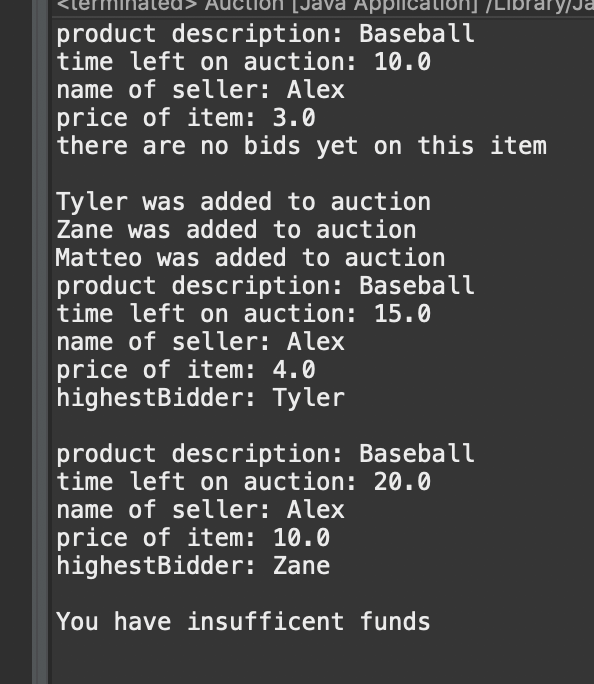 <terminated> Auction [Java Application] /Library/Ja
product description: Baseball
time left on auction: 10.0
name of seller: Alex
price of item: 3.0
there are no bids yet on this item
Tyler was added to auction
Zane was added to auction
Matteo was added to auction
product description: Baseball
time left on auction: 15.0
name of seller: Alex
price of item: 4.0
highestBidder: Tyler
product description: Baseball
time left on auction: 20.0
name of seller: Alex
price of item: 10.0
highestBidder: Zane
You have insufficent funds